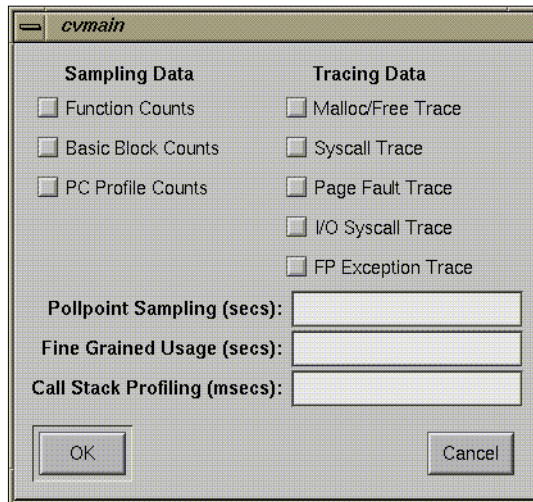 cvmain
Sampling Data
Function Counts
Basic Block Counts
PC Profile Counts
Tracing Data
Malloc/Free Trace
Syscall Trace
Page Fault Trace
I/O Syscall Trace
FP Exception Trace
Pollpoint Sampling (secs):
Fine Grained Usage (secs):
Call Stack Profiling (msecs):
OK
Cancel